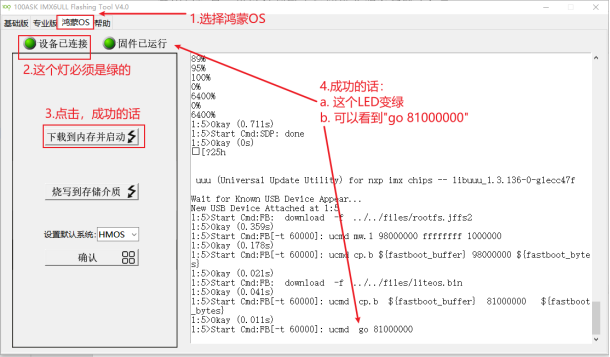 100ASK IMX6ULL Flashing Tool V4.0
基础版 专业版 鸿蒙OS 帮助
1.选择鸿蒙OS
设备已连接 固件已运行
2.这个灯必须是绿的
3.点击，成功的话
下载到内存并启动
烧写到存储介质
设置默认系统: HMOS
确认
4.成功的话：
a. 这个LED变绿
b. 可以看到"go 81000000"
89%
95%
100%
0%
6400%
0%
6400%
1:5>Okay (0.711s)
1:5>Start Cmd:SDP: done
1:5>Okay (0s)
□[?25h
uuu (Universal Update Utility) for nxp imx chips -- libuuu_1.3.136-0-g1ecc47f
Wait for Known USB Device Appear...
New USB Device Attached at 1:5
1:5>Start Cmd:FB: download -f ../../files/rootfs.jffs2
1:5>Okay (0.359s)
1:5>Start Cmd:FB[-t 60000]: ucmd mw.l 98000000 ffffffff 1000000
1:5>Okay (0.178s)
1:5>Start Cmd:FB[-t 60000]: ucmd cp.b ${fastboot_buffer} 98000000 ${fastboot_byte
s}
1:5>Okay (0.021s)
1:5>Start Cmd:FB: download -f ../../files/liteos.bin
1:5>Okay (0.041s)
1:5>Start Cmd:FB[-t 60000]: ucmd cp.b ${fastboot_buffer} 81000000 ${fastboot
_bytes}
1:5>Okay (0.011s)
1:5>Start Cmd:FB[-t 60000]: ucmd go 81000000